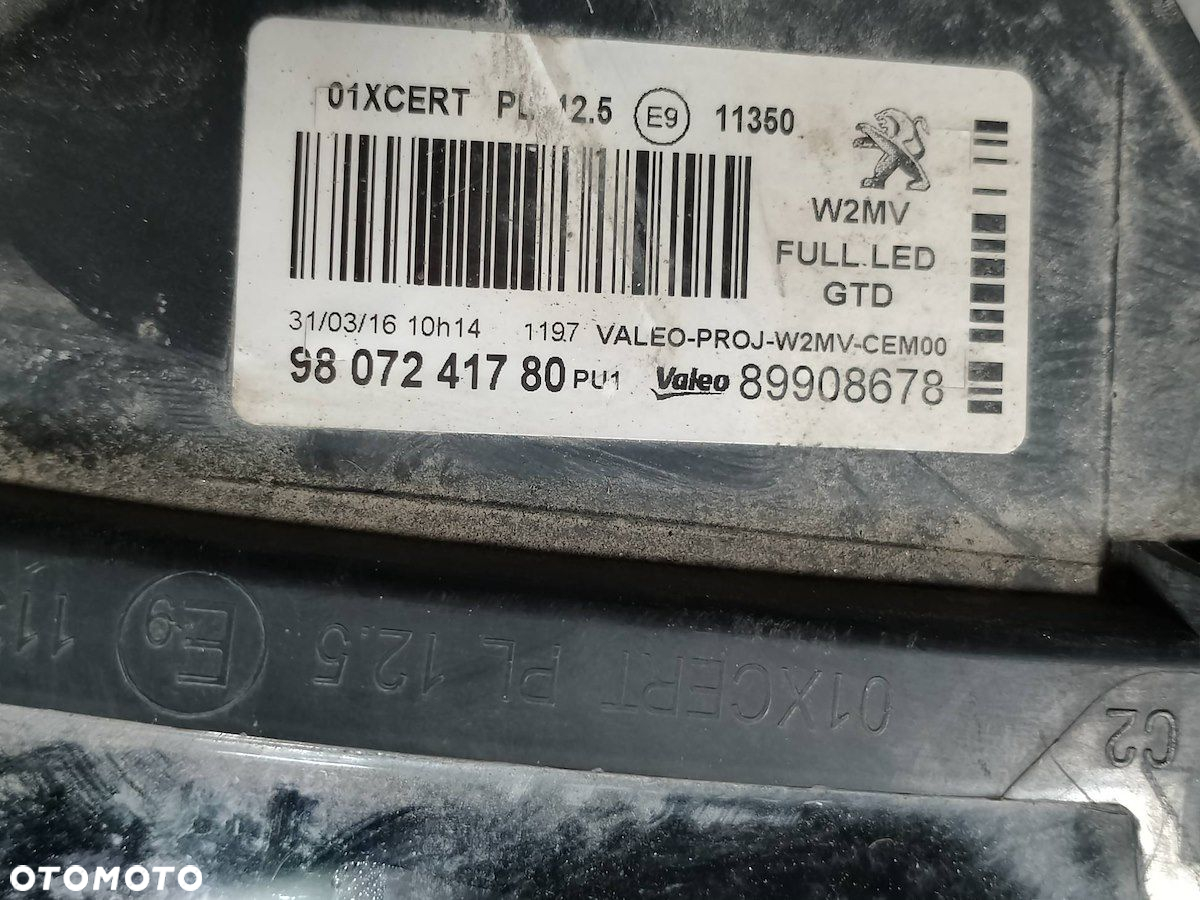 01XCERT PL 12.5 E9 11350
W2MV
FULL LED
GTD
31/03/16 10h14 1197 VALEO-PROJ-W2MV-CEM00
98 072 417 80 PU1 Valeo 89908678
01XCERT PL 12.5 E9
C2
OTOMOTO